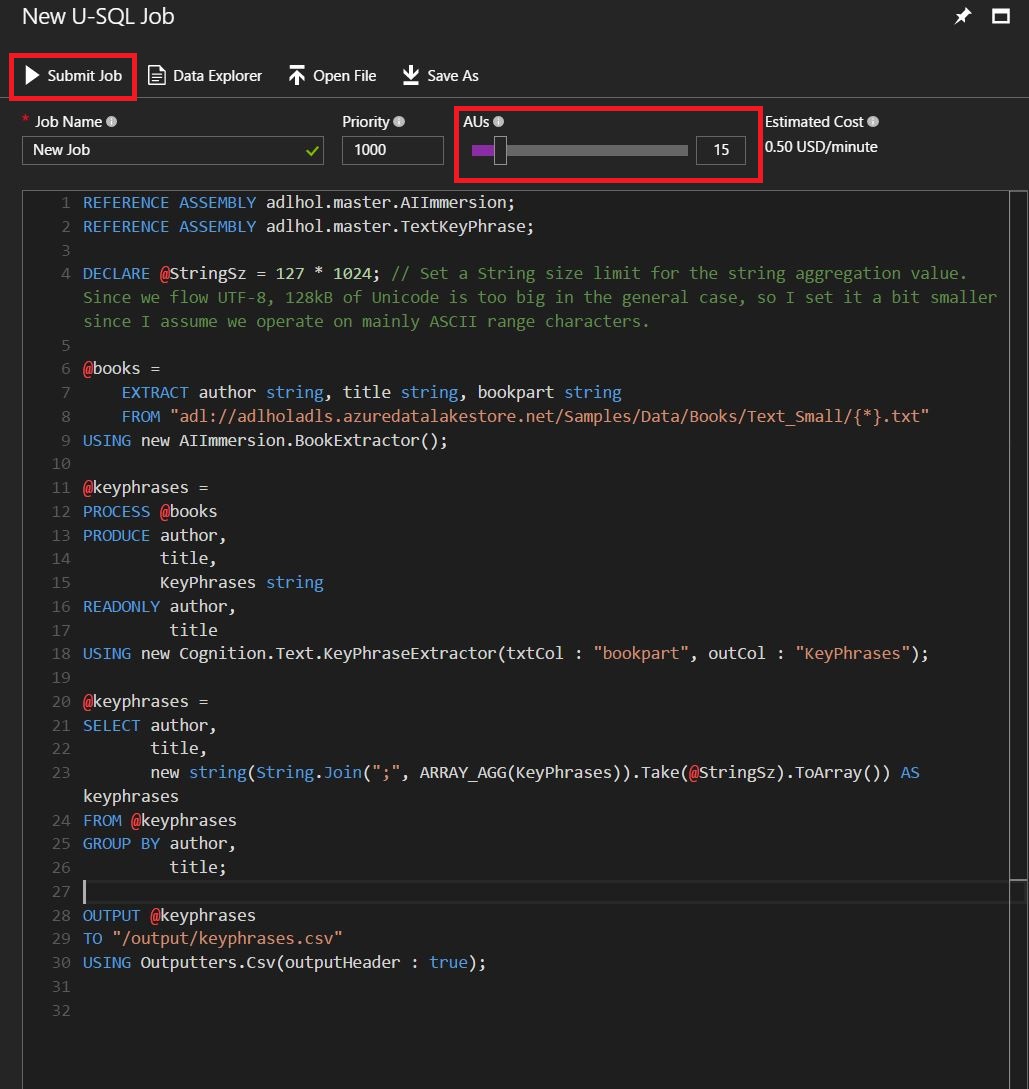 New U-SQL Job
Submit Job Data Explorer Open File Save As
* Job Name Priority AUs Estimated Cost
New Job 1000 15 0.50 USD/minute
1 REFERENCE ASSEMBLY adlhol.master.AIImmersion;
2 REFERENCE ASSEMBLY adlhol.master.TextKeyPhrase;
3
4 DECLARE @StringSz = 127 * 1024; // Set a String size limit for the string aggregation value.
Since we flow UTF-8, 128kB of Unicode is too big in the general case, so I set it a bit smaller
since I assume we operate on mainly ASCII range characters.
5
6 @books =
7     EXTRACT author string, title string, bookpart string
8     FROM "adl://adlholadls.azuredatalakestore.net/Samples/Data/Books/Text_Small/{*}.txt"
9 USING new AIImmersion.BookExtractor();
10
11 @keyphrases =
12 PROCESS @books
13 PRODUCE author,
14         title,
15         KeyPhrases string
16 READONLY author,
17          title
18 USING new Cognition.Text.KeyPhraseExtractor(txtCol : "bookpart", outCol : "KeyPhrases");
19
20 @keyphrases =
21 SELECT author,
22        title,
23        new string(String.Join(";", ARRAY_AGG(KeyPhrases)).Take(@StringSz).ToArray()) AS
keyphrases
24 FROM @keyphrases
25 GROUP BY author,
26          title;
27
28 OUTPUT @keyphrases
29 TO "/output/keyphrases.csv"
30 USING Outputters.Csv(outputHeader : true);
31
32